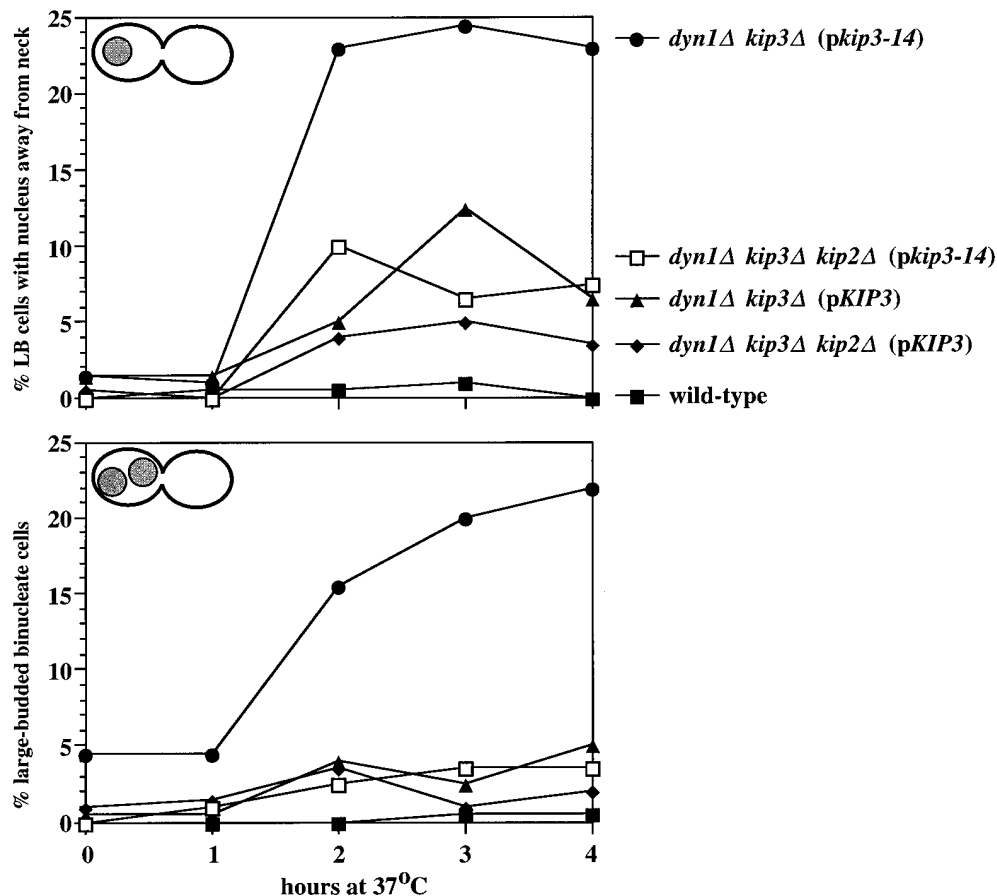 25
20
15
10
5
0
% LB cells with nucleus away from neck
dyn1Δ kip3Δ (pkip3-14)
dyn1Δ kip3Δ kip2Δ (pkip3-14)
dyn1Δ kip3Δ (pKIP3)
dyn1Δ kip3Δ kip2Δ (pKIP3)
wild-type
25
20
15
10
5
0
% large-budded binucleate cells
0 1 2 3 4
hours at 37°C